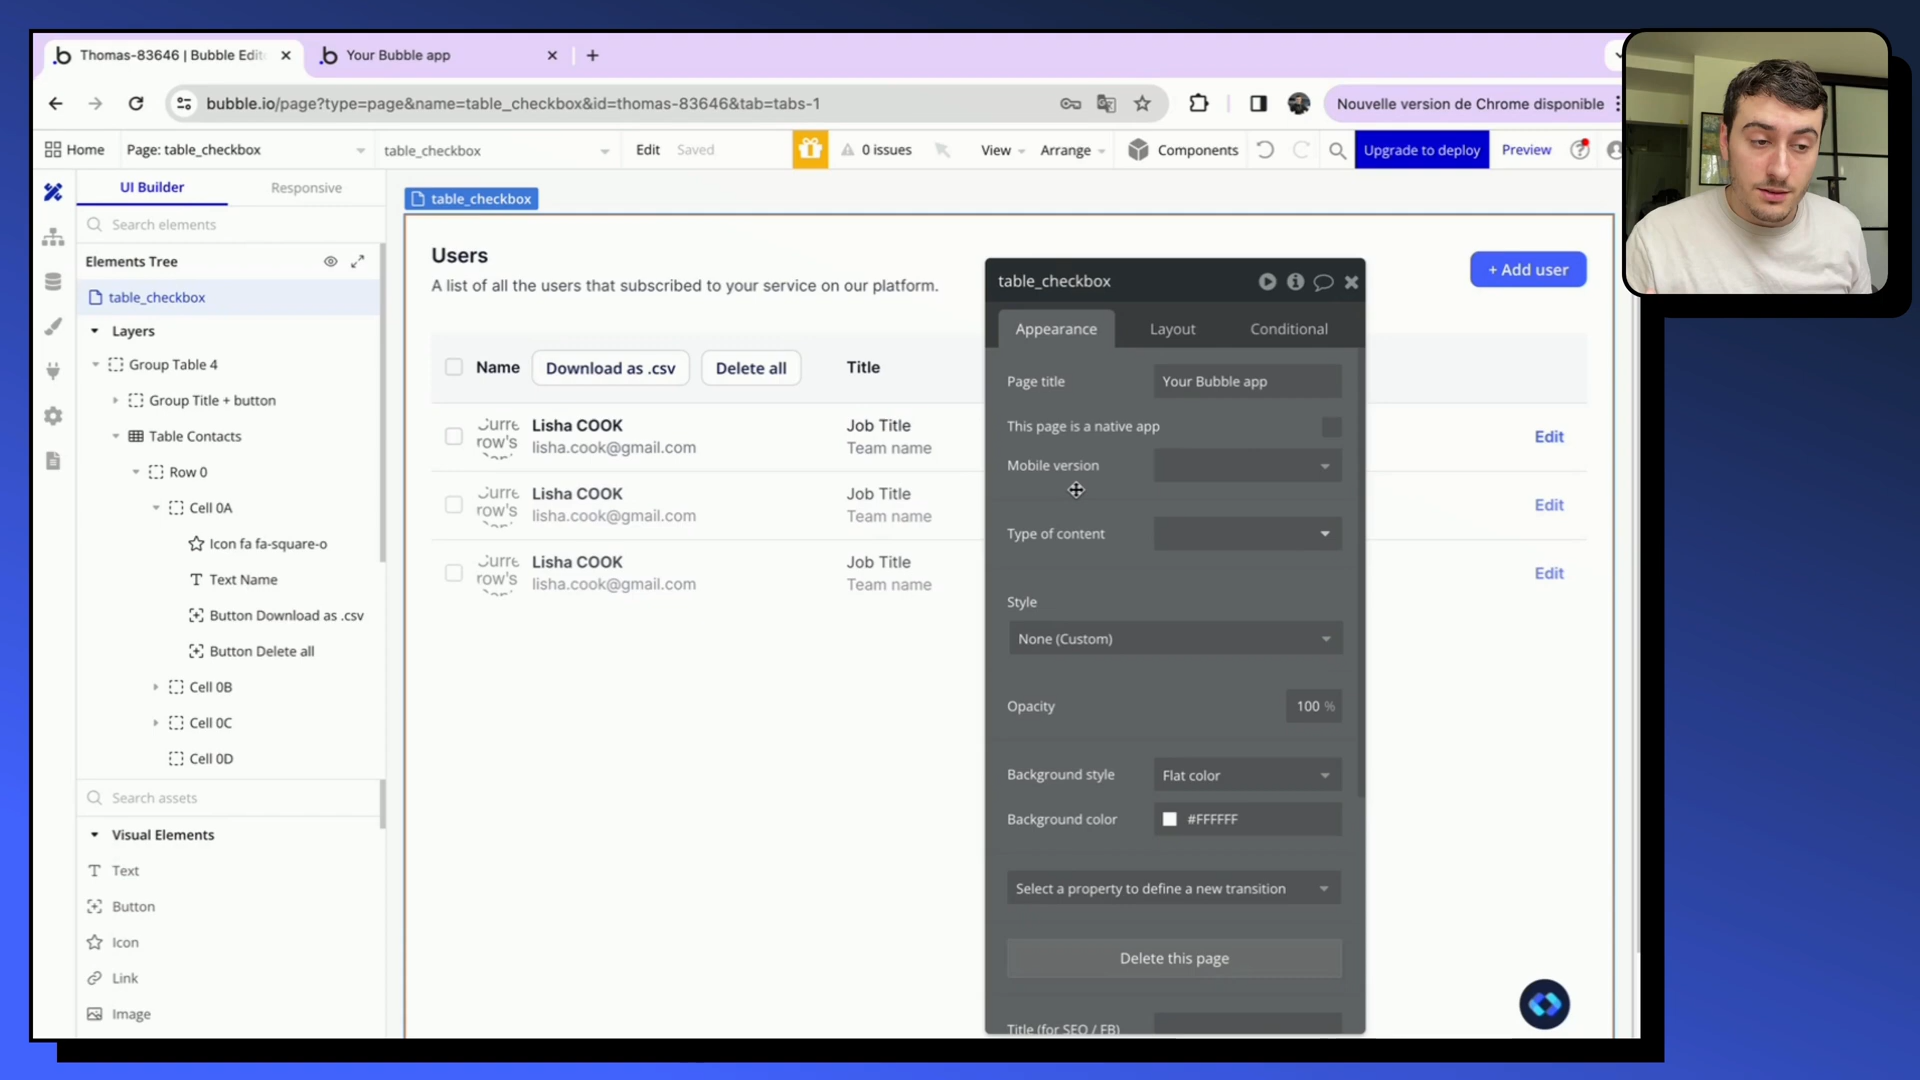 Thomas-83646 | Bubble Edit
Your Bubble app
bubble.io/page?type=page&name=table_checkbox&id=thomas-83646&tab=tabs-1
Nouvelle version de Chrome disponible
Home
Page: table_checkbox
table_checkbox
Edit
Saved
0 issues
View
Arrange
Components
Upgrade to deploy
Preview
UI Builder
Responsive
Search elements
Elements Tree
table_checkbox
Layers
Group Table 4
Group Title + button
Table Contacts
Row 0
Cell 0A
Icon fa fa-square-o
Text Name
Button Download as .csv
Button Delete all
Cell 0B
Cell 0C
Cell 0D
Search assets
Visual Elements
Text
Button
Icon
Link
Image
table_checkbox
Users
A list of all the users that subscribed to your service on our platform.
+ Add user
Name
Download as .csv
Delete all
Title
Lisha COOK
lisha.cook@gmail.com
Job Title
Team name
Edit
Lisha COOK
lisha.cook@gmail.com
Job Title
Team name
Edit
Lisha COOK
lisha.cook@gmail.com
Job Title
Team name
Edit
table_checkbox
Appearance
Layout
Conditional
Page title
Your Bubble app
This page is a native app
Mobile version
Type of content
Style
None (Custom)
Opacity
100 %
Background style
Flat color
Background color
#FFFFFF
Select a property to define a new transition
Delete this page
Title (for SEO / FB)